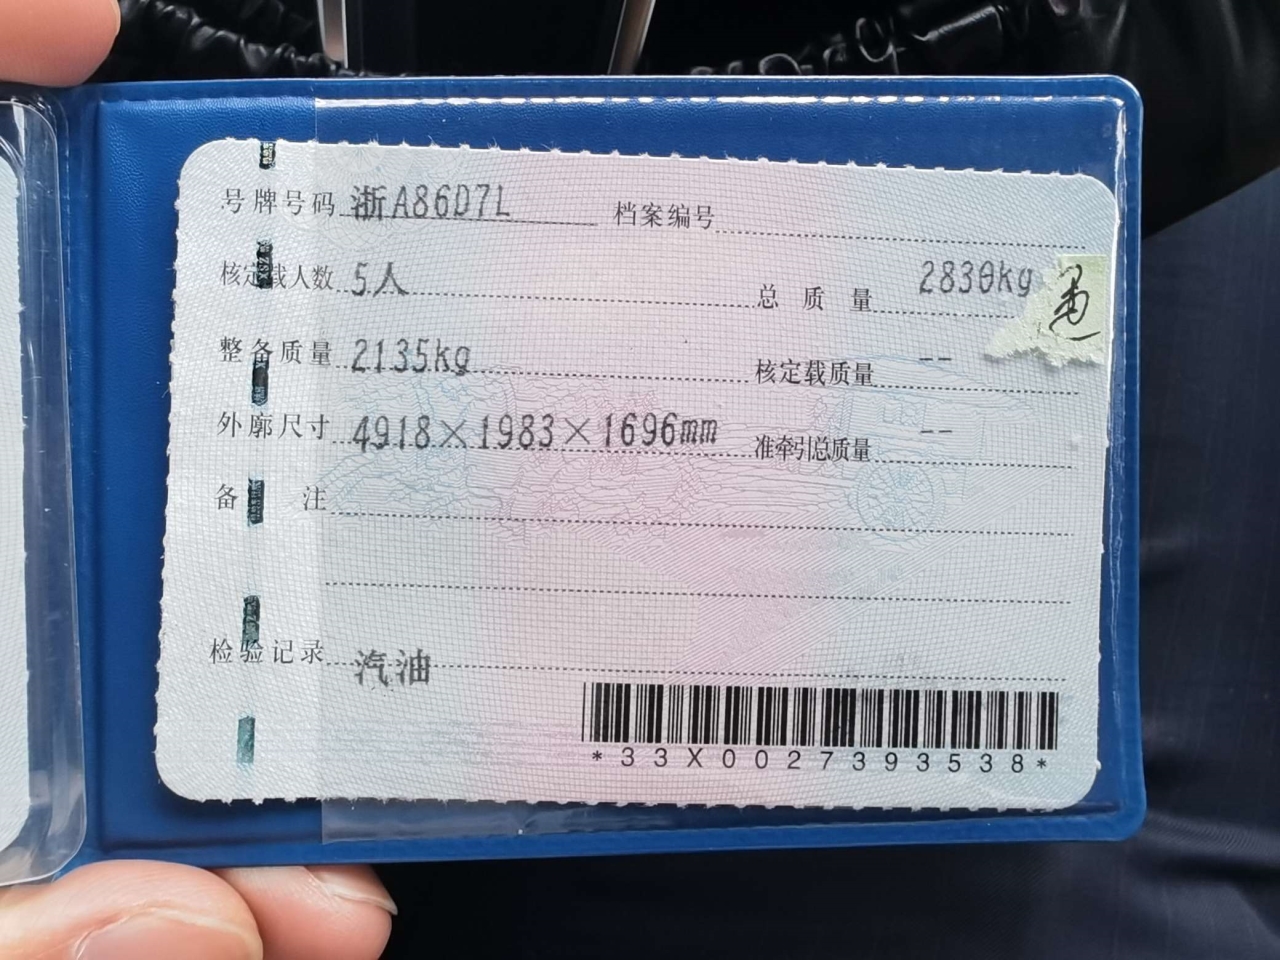 号牌号码 浙A86D7L 档案编号
核定载人数 5人 总质量 2830kg
整备质量 2135kg 核定载质量 --
外廓尺寸 4918×1983×1696mm 准牵引总质量 --
备注
检验记录 汽油
*33X0027393538*